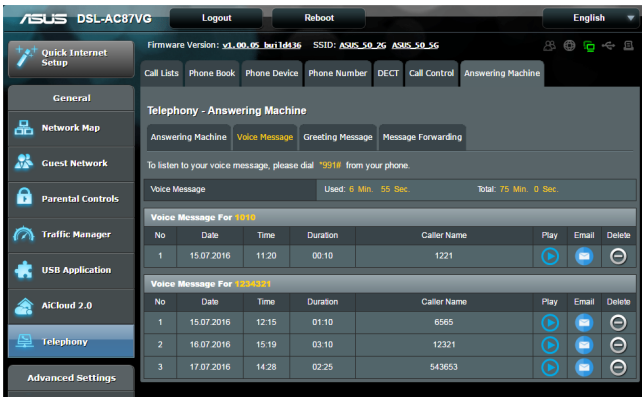 ASUS DSL-AC87VG Logout Reboot English
Quick Internet Setup
Firmware Version: v1.00.05_build436 SSID: ASUS_50_2G ASUS_50_5G
Call Lists Phone Book Phone Device Phone Number DECT Call Control Answering Machine
General
Network Map
Guest Network
Parental Controls
Traffic Manager
USB Application
AiCloud 2.0
Telephony
Advanced Settings
Telephony - Answering Machine
Answering Machine Voice Message Greeting Message Message Forwarding
To listen to your voice message, please dial *991# from your phone.
Voice Message Used: 6 Min. 55 Sec. Total: 75 Min. 0 Sec.
Voice Message For 1010
No Date Time Duration Caller Name Play Email Delete
1 15.07.2016 11:20 00:10 1221
Voice Message For 1234321
No Date Time Duration Caller Name Play Email Delete
1 15.07.2016 12:15 01:10 6565
2 16.07.2016 15:19 03:10 12321
3 17.07.2016 14:28 02:25 543653